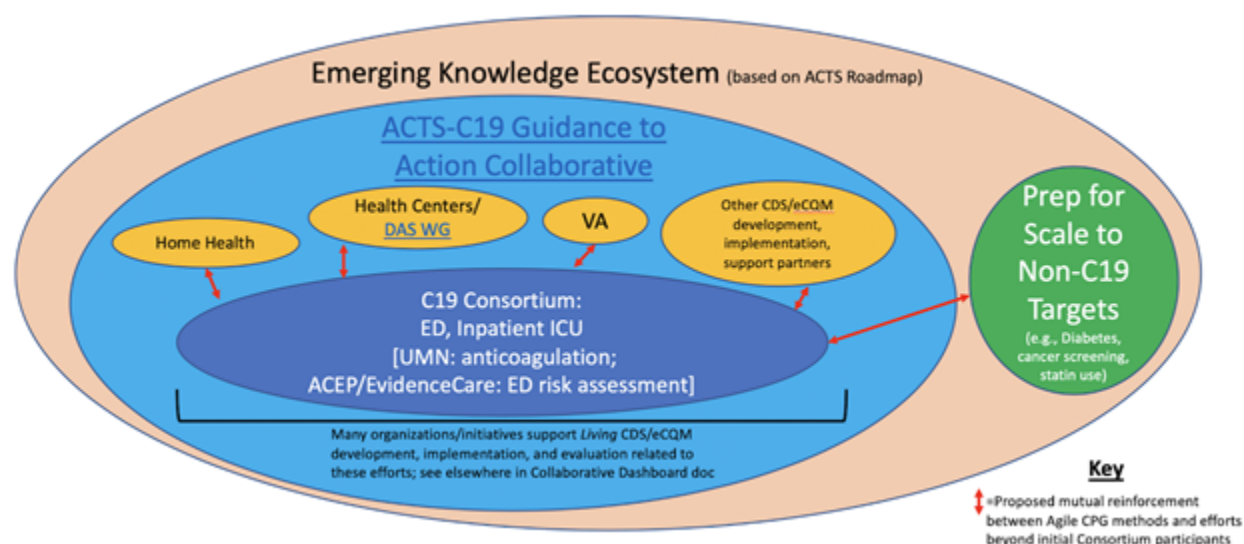 Emerging Knowledge Ecosystem (based on ACTS Roadmap)
ACTS-C19 Guidance to
Action Collaborative
Home Health
Health Centers/
DAS WG
VA
Other CDS/eCQM
development,
implementation,
support partners
C19 Consortium:
ED, Inpatient ICU
[UMN: anticoagulation;
ACEP/EvidenceCare: ED risk assessment]
Many organizations/initiatives support Living CDS/eCQM
development, implementation, and evaluation related to
these efforts; see elsewhere in Collaborative Dashboard doc
Prep for
Scale to
Non-C19
Targets
(e.g., Diabetes,
cancer screening,
statin use)
Key
=Proposed mutual reinforcement
between Agile CPG methods and efforts
beyond initial Consortium participants